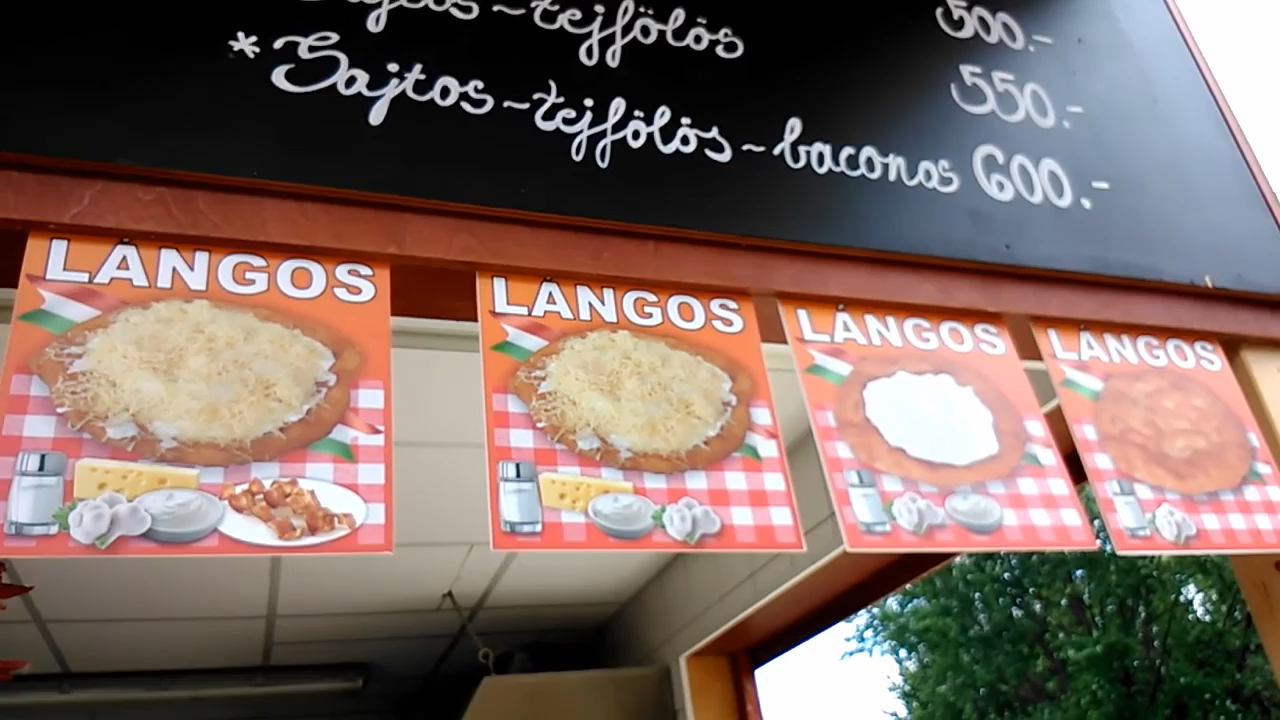 Sajtos~tejfölös 500.-
550.-
* Sajtos~tejfölös~baconos 600.-
LÁNGOS
LÁNGOS
LÁNGOS
LÁNGOS